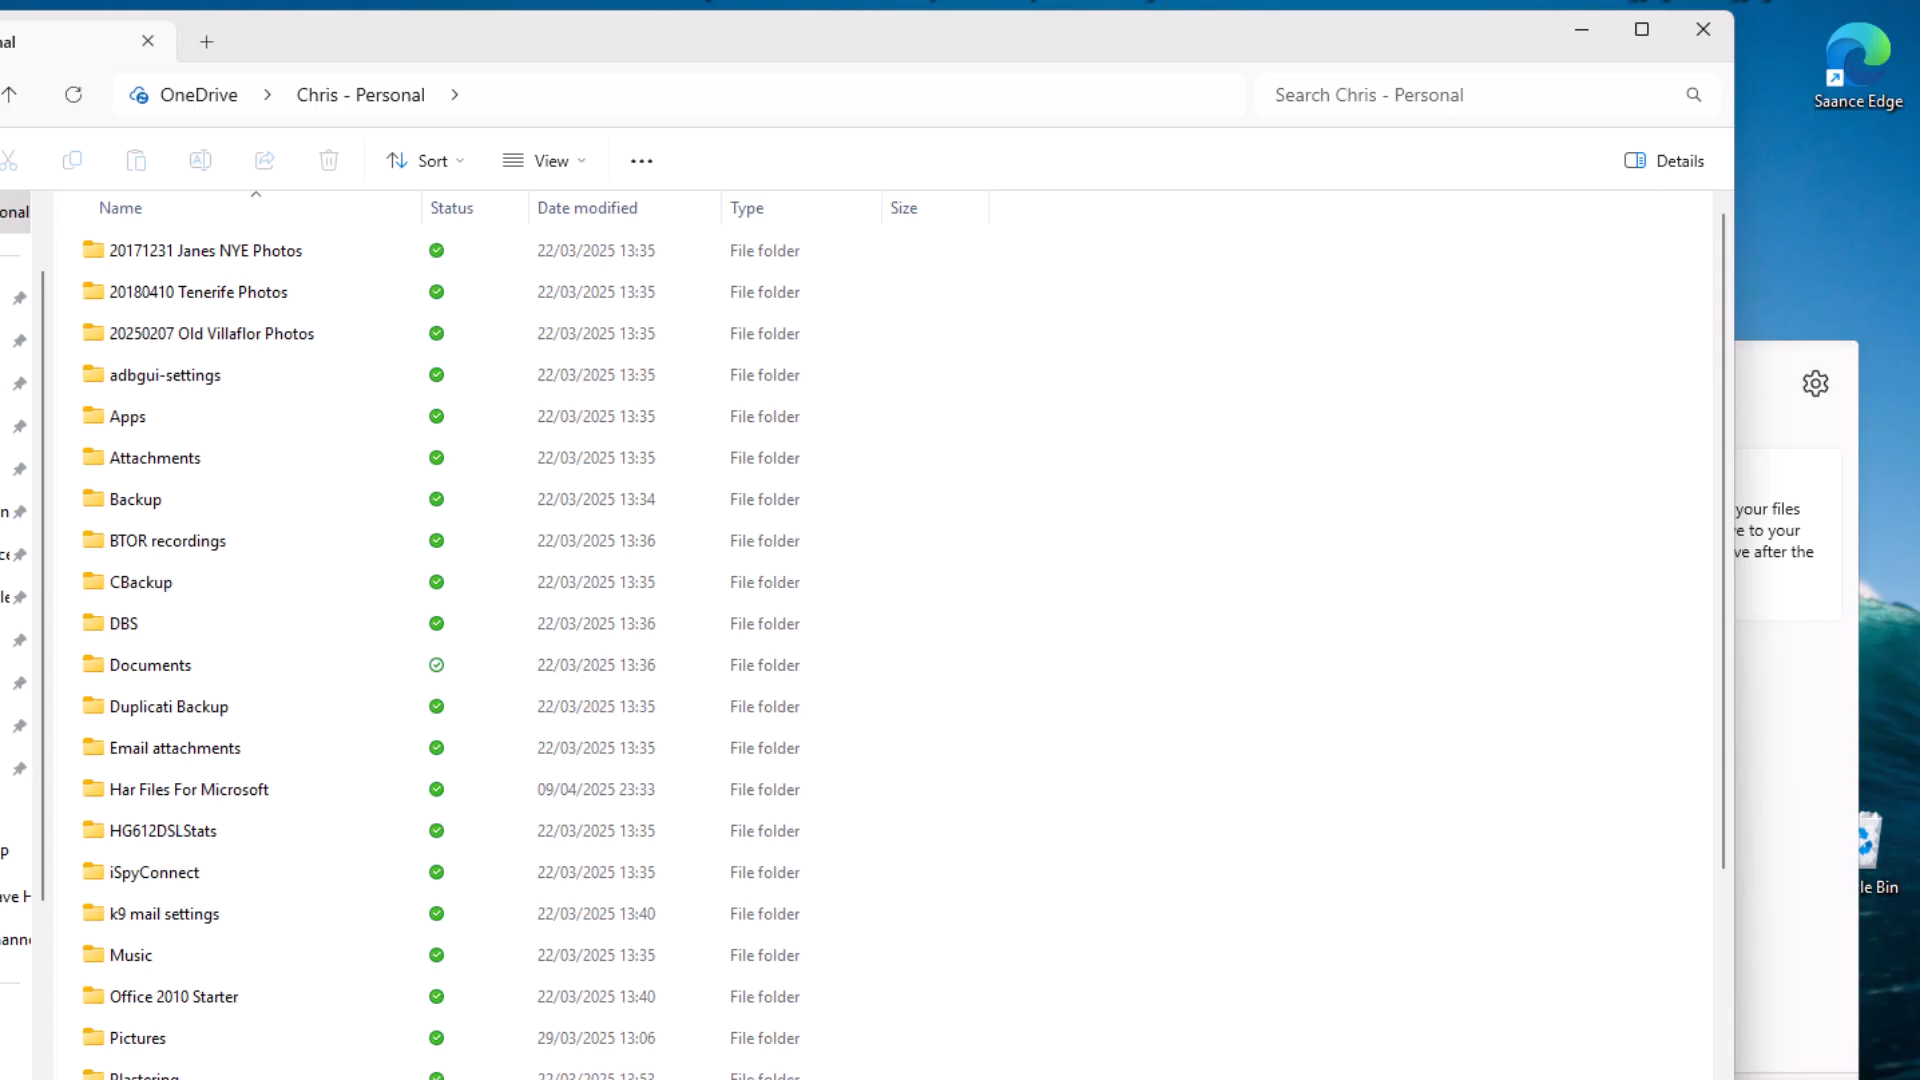 nal
OneDrive > Chris - Personal >
Search Chris - Personal
Sort
View
Details
Name Status Date modified Type Size
20171231 Janes NYE Photos 22/03/2025 13:35 File folder
20180410 Tenerife Photos 22/03/2025 13:35 File folder
20250207 Old Villaflor Photos 22/03/2025 13:35 File folder
adbgui-settings 22/03/2025 13:35 File folder
Apps 22/03/2025 13:35 File folder
Attachments 22/03/2025 13:35 File folder
Backup 22/03/2025 13:34 File folder
BTOR recordings 22/03/2025 13:36 File folder
CBackup 22/03/2025 13:35 File folder
DBS 22/03/2025 13:36 File folder
Documents 22/03/2025 13:36 File folder
Duplicati Backup 22/03/2025 13:35 File folder
Email attachments 22/03/2025 13:35 File folder
Har Files For Microsoft 09/04/2025 23:33 File folder
HG612DSLStats 22/03/2025 13:35 File folder
iSpyConnect 22/03/2025 13:35 File folder
k9 mail settings 22/03/2025 13:40 File folder
Music 22/03/2025 13:35 File folder
Office 2010 Starter 22/03/2025 13:40 File folder
Pictures 29/03/2025 13:06 File folder
Plastering 22/03/2025 13:53 File folder
onal
Saance Edge
your files
e to your
ve after the
le Bin